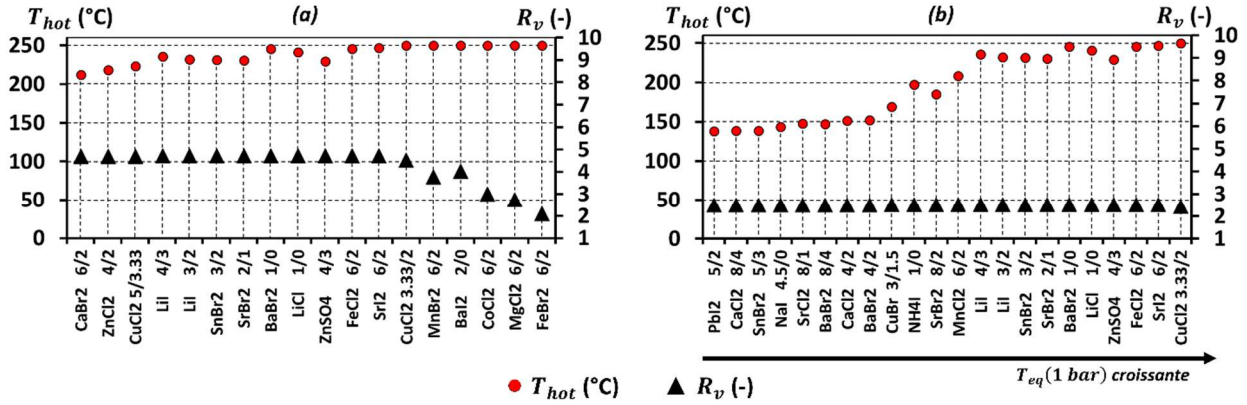 T_hot (°C) (a) R_v (-)
250 10
200 9
150 8
100 7
50 6
0 5
4
3
2
1
CaBr2 6/2
ZnCl2 4/2
CuCl2 5/3.33
LiI 4/3
LiI 3/2
SnBr2 3/2
SrBr2 2/1
BaBr2 1/0
LiCl 1/0
ZnSO4 4/3
FeCl2 6/2
SrI2 6/2
CuCl2 3.33/2
MnBr2 6/2
BaI2 2/0
CoCl2 6/2
MgCl2 6/2
FeBr2 6/2
T_hot (°C) (b) R_v (-)
250 10
200 9
150 8
100 7
50 6
0 5
4
3
2
1
PbI2 5/2
CaCl2 8/4
SnBr2 5/3
NaI 4.5/0
SrCl2 8/1
BaBr2 8/4
CaCl2 4/2
BaBr2 4/2
CuBr 3/1.5
NH4I 1/0
SrBr2 8/2
MnCl2 6/2
LiI 4/3
LiI 3/2
SnBr2 3/2
SrBr2 2/1
BaBr2 1/0
LiCl 1/0
ZnSO4 4/3
FeCl2 6/2
SrI2 6/2
CuCl2 3.33/2
T_eq(1 bar) croissante
T_hot (°C) R_v (-)